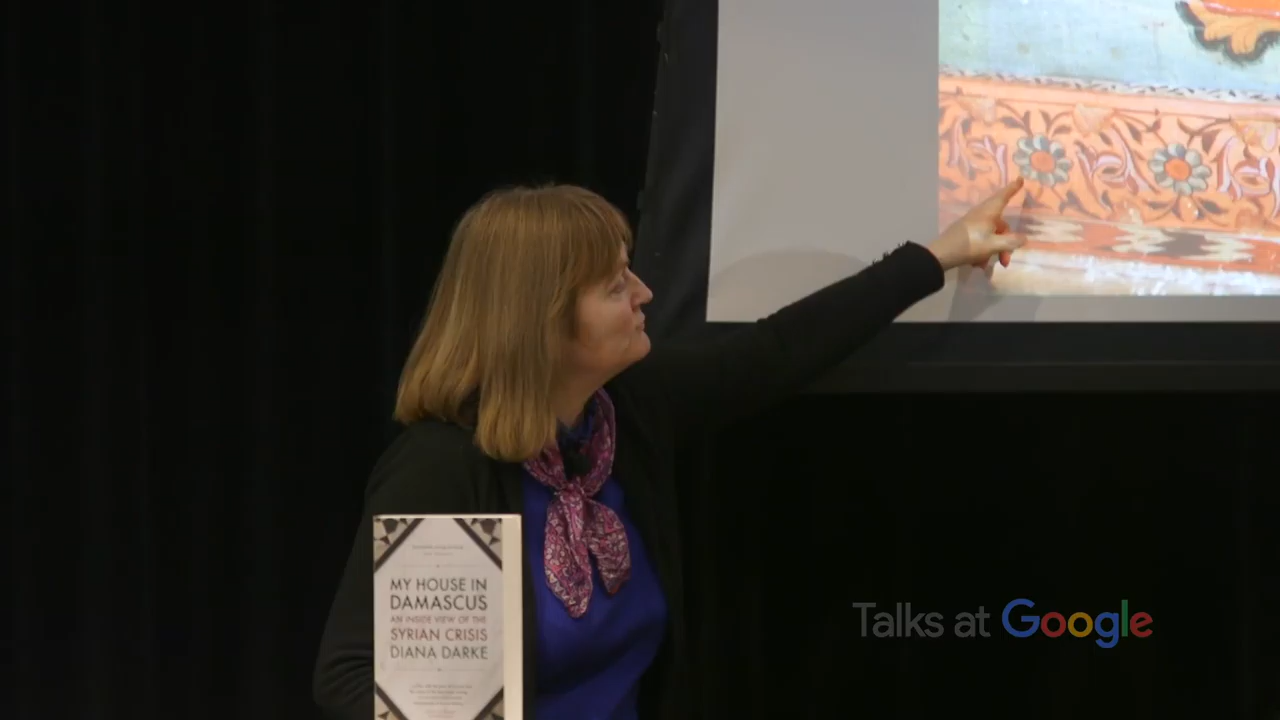 MY HOUSE IN
DAMASCUS
AN INSIDE VIEW OF THE
SYRIAN CRISIS
DIANA DARKE
Talks at Google